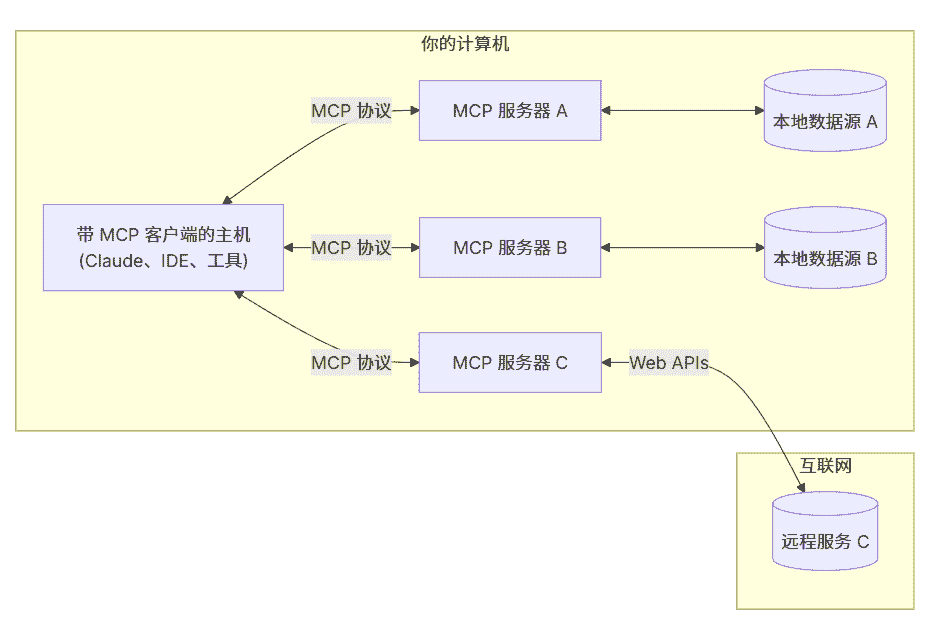 你的计算机
MCP 协议
MCP 服务器 A
本地数据源 A
带 MCP 客户端的主机
(Claude、IDE、工具)
MCP 协议
MCP 服务器 B
本地数据源 B
MCP 协议
MCP 服务器 C
Web APIs
互联网
远程服务 C